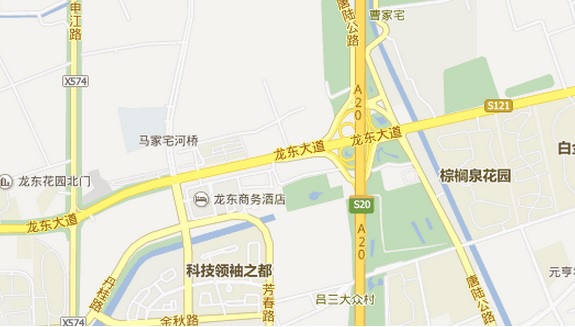 申江路
唐陆公路
曹家宅
X574
A20
S121
马家宅河桥
龙东大道
龙东大道
白金
龙东花园北门
棕榈泉花园
龙东商务酒店
S20
龙东大道
A20
科技领袖之都
元亨
丹桂路
芳春路
唐陆路
吕三大众村
X574
金秋路